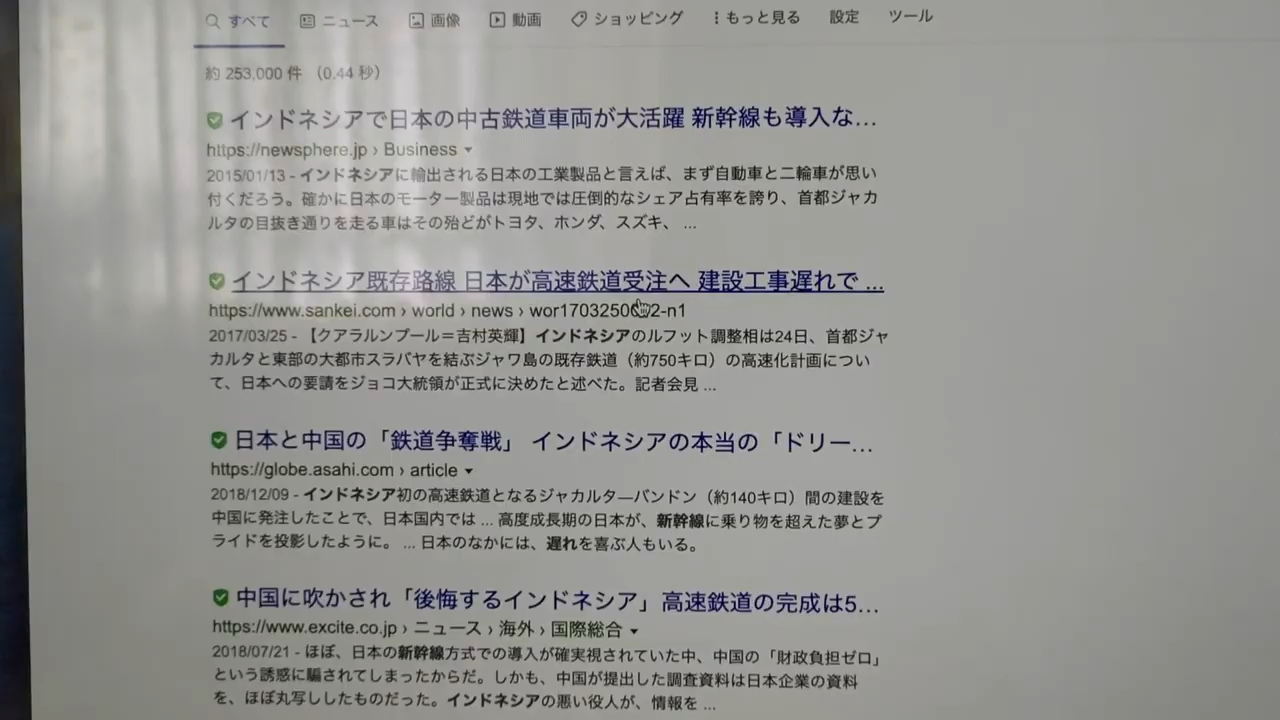 すべて ニュース 画像 動画 ショッピング もっと見る 設定 ツール
約 253,000 件 （0.44 秒）
インドネシアで日本の中古鉄道車両が大活躍 新幹線も導入な...
https://newsphere.jp › Business
2015/01/13 - インドネシアに輸出される日本の工業製品と言えば、まず自動車と二輪車が思い
付くだろう。確かに日本のモーター製品は現地では圧倒的なシェア占有率を誇り、首都ジャカ
ルタの目抜き通りを走る車はその殆どがトヨタ、ホンダ、スズキ、 ...
インドネシア既存路線 日本が高速鉄道受注へ 建設工事遅れで ...
https://www.sankei.com › world › news
2017/03/25 - 【クアラルンプール＝吉村英輝】インドネシアのルフット調整相は24日、首都ジャ
カルタと東部の大都市スラバヤを結ぶジャワ島の既存鉄道（約750キロ）の高速化計画につい
て、日本への要請をジョコ大統領が正式に決めたと述べた。記者会見 ...
日本と中国の「鉄道争奪戦」 インドネシアの本当の「ドリー...
https://globe.asahi.com › article
2018/12/09 - インドネシア初の高速鉄道となるジャカルタ―バンドン（約140キロ）間の建設を
中国に発注したことで、日本国内では ... 高度成長期の日本が、新幹線に乗り物を超えた夢とプ
ライドを投影したように。 ... 日本のなかには、遅れを喜ぶ人もいる。
中国に吹かされ「後悔するインドネシア」高速鉄道の完成は5...
https://www.excite.co.jp › ニュース › 海外 › 国際総合
2018/07/21 - ほぼ、日本の新幹線方式での導入が確実視されていた中、中国の「財政負担ゼロ」
という誘惑に騙されてしまったからだ。しかも、中国が提出した調査資料は日本企業の資料
を、ほぼ丸写ししたものだった。インドネシアの悪い役人が、情報を ...